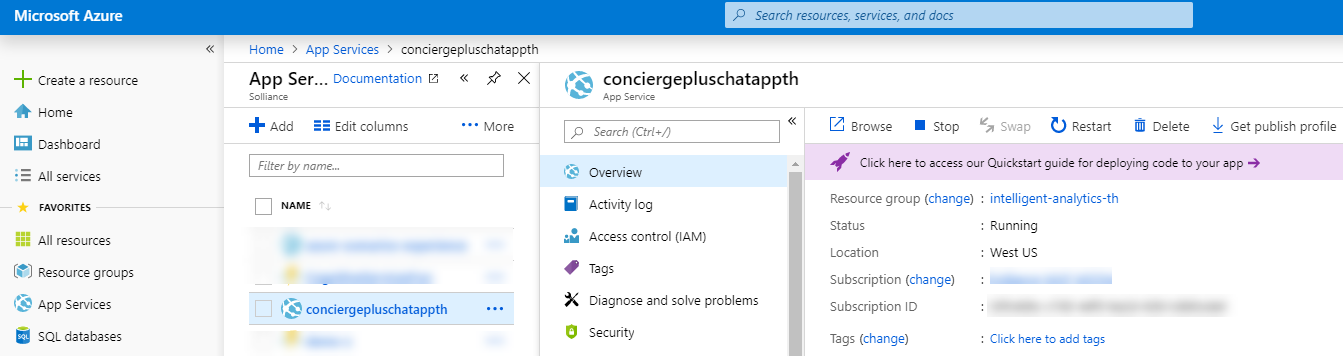 Microsoft Azure
Search resources, services, and docs
Home > App Services > conciergepluschatappth
Create a resource
Home
Dashboard
All services
FAVORITES
All resources
Resource groups
App Services
SQL databases
App Ser... Documentation
Solliance
Add Edit columns More
Filter by name...
NAME
conciergepluschatappth
conciergepluschatappth
App Service
Search (Ctrl+/)
Overview
Activity log
Access control (IAM)
Tags
Diagnose and solve problems
Security
Browse Stop Swap Restart Delete Get publish profile
Click here to access our Quickstart guide for deploying code to your app
Resource group (change) : intelligent-analytics-th
Status : Running
Location : West US
Subscription (change) :
Subscription ID :
Tags (change) : Click here to add tags